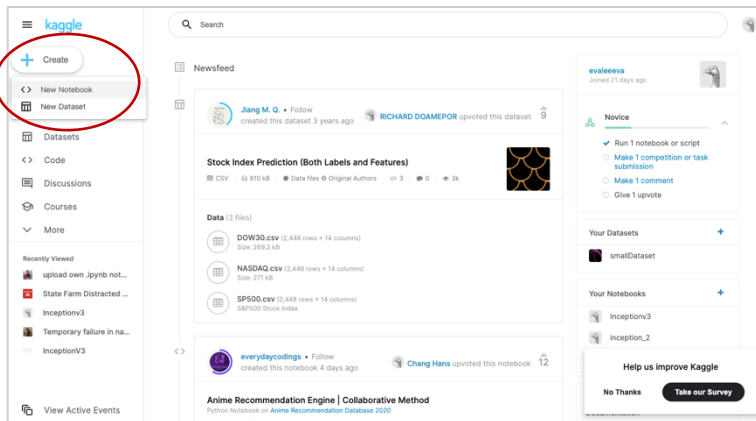 kaggle
Search
Create
New Notebook
New Dataset
Datasets
Code
Discussions
Courses
More
Recently Viewed
upload own .ipynb not...
State Farm Distracted ...
Inceptionv3
Temporary failure in na...
InceptionV3
View Active Events
Newsfeed
Jiang M. Q. • Follow
created this dataset 3 years ago
RICHARD DOAMEPOR upvoted this dataset
9
Stock Index Prediction (Both Labels and Features)
CSV 810 kB Data files © Original Authors 3 0 3k
Data (3 files)
DOW30.csv (2,448 rows × 14 columns)
Size: 269.2 kB
NASDAQ.csv (2,448 rows × 14 columns)
Size: 271 kB
SP500.csv (2,448 rows × 14 columns)
S&P500 Stock Index
everydaycodings • Follow
created this notebook 4 days ago
Chang Hans upvoted this notebook
12
Anime Recommendation Engine | Collaborative Method
Python Notebook on Anime Recommendation Database 2020
evaleeeva
Joined 21 days ago
Novice
Run 1 notebook or script
Make 1 competition or task
submission
Make 1 comment
Give 1 upvote
Your Datasets
smallDataset
Your Notebooks
Inceptionv3
inception_2
Help us improve Kaggle
No Thanks
Take our Survey